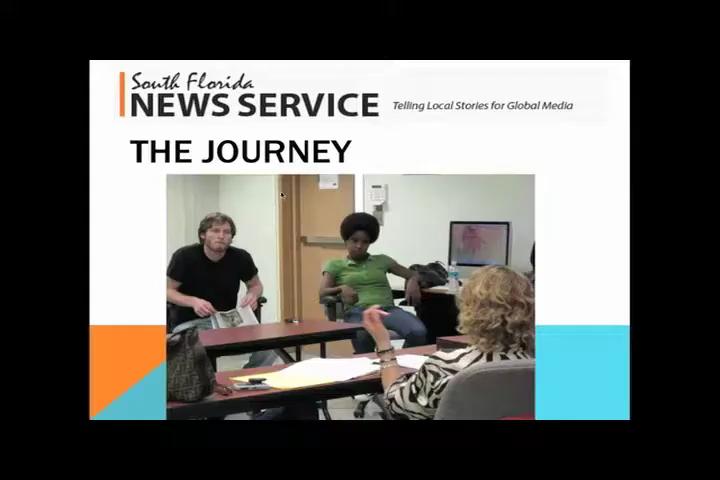 South Florida
NEWS SERVICE
Telling Local Stories for Global Media
THE JOURNEY